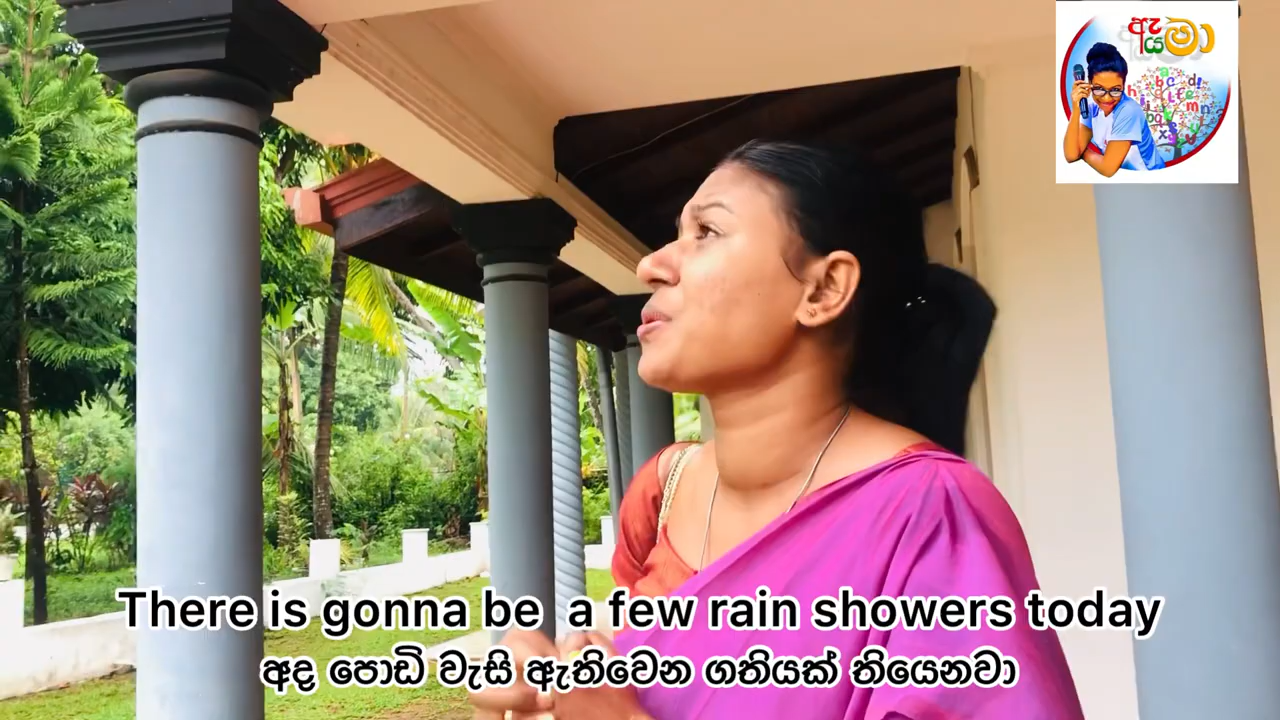 ඇයමා
There is gonna be a few rain showers today
අද පොඩි වැසි ඇතිවෙන ගතියක් තියෙනවා